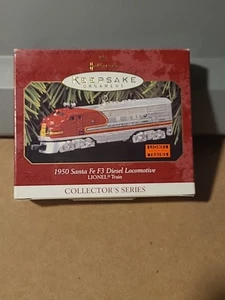 KEEPSAKE
ORNAMENT
1950 Santa Fe F3 Diesel Locomotive
LIONEL Train
COLLECTOR'S SERIES